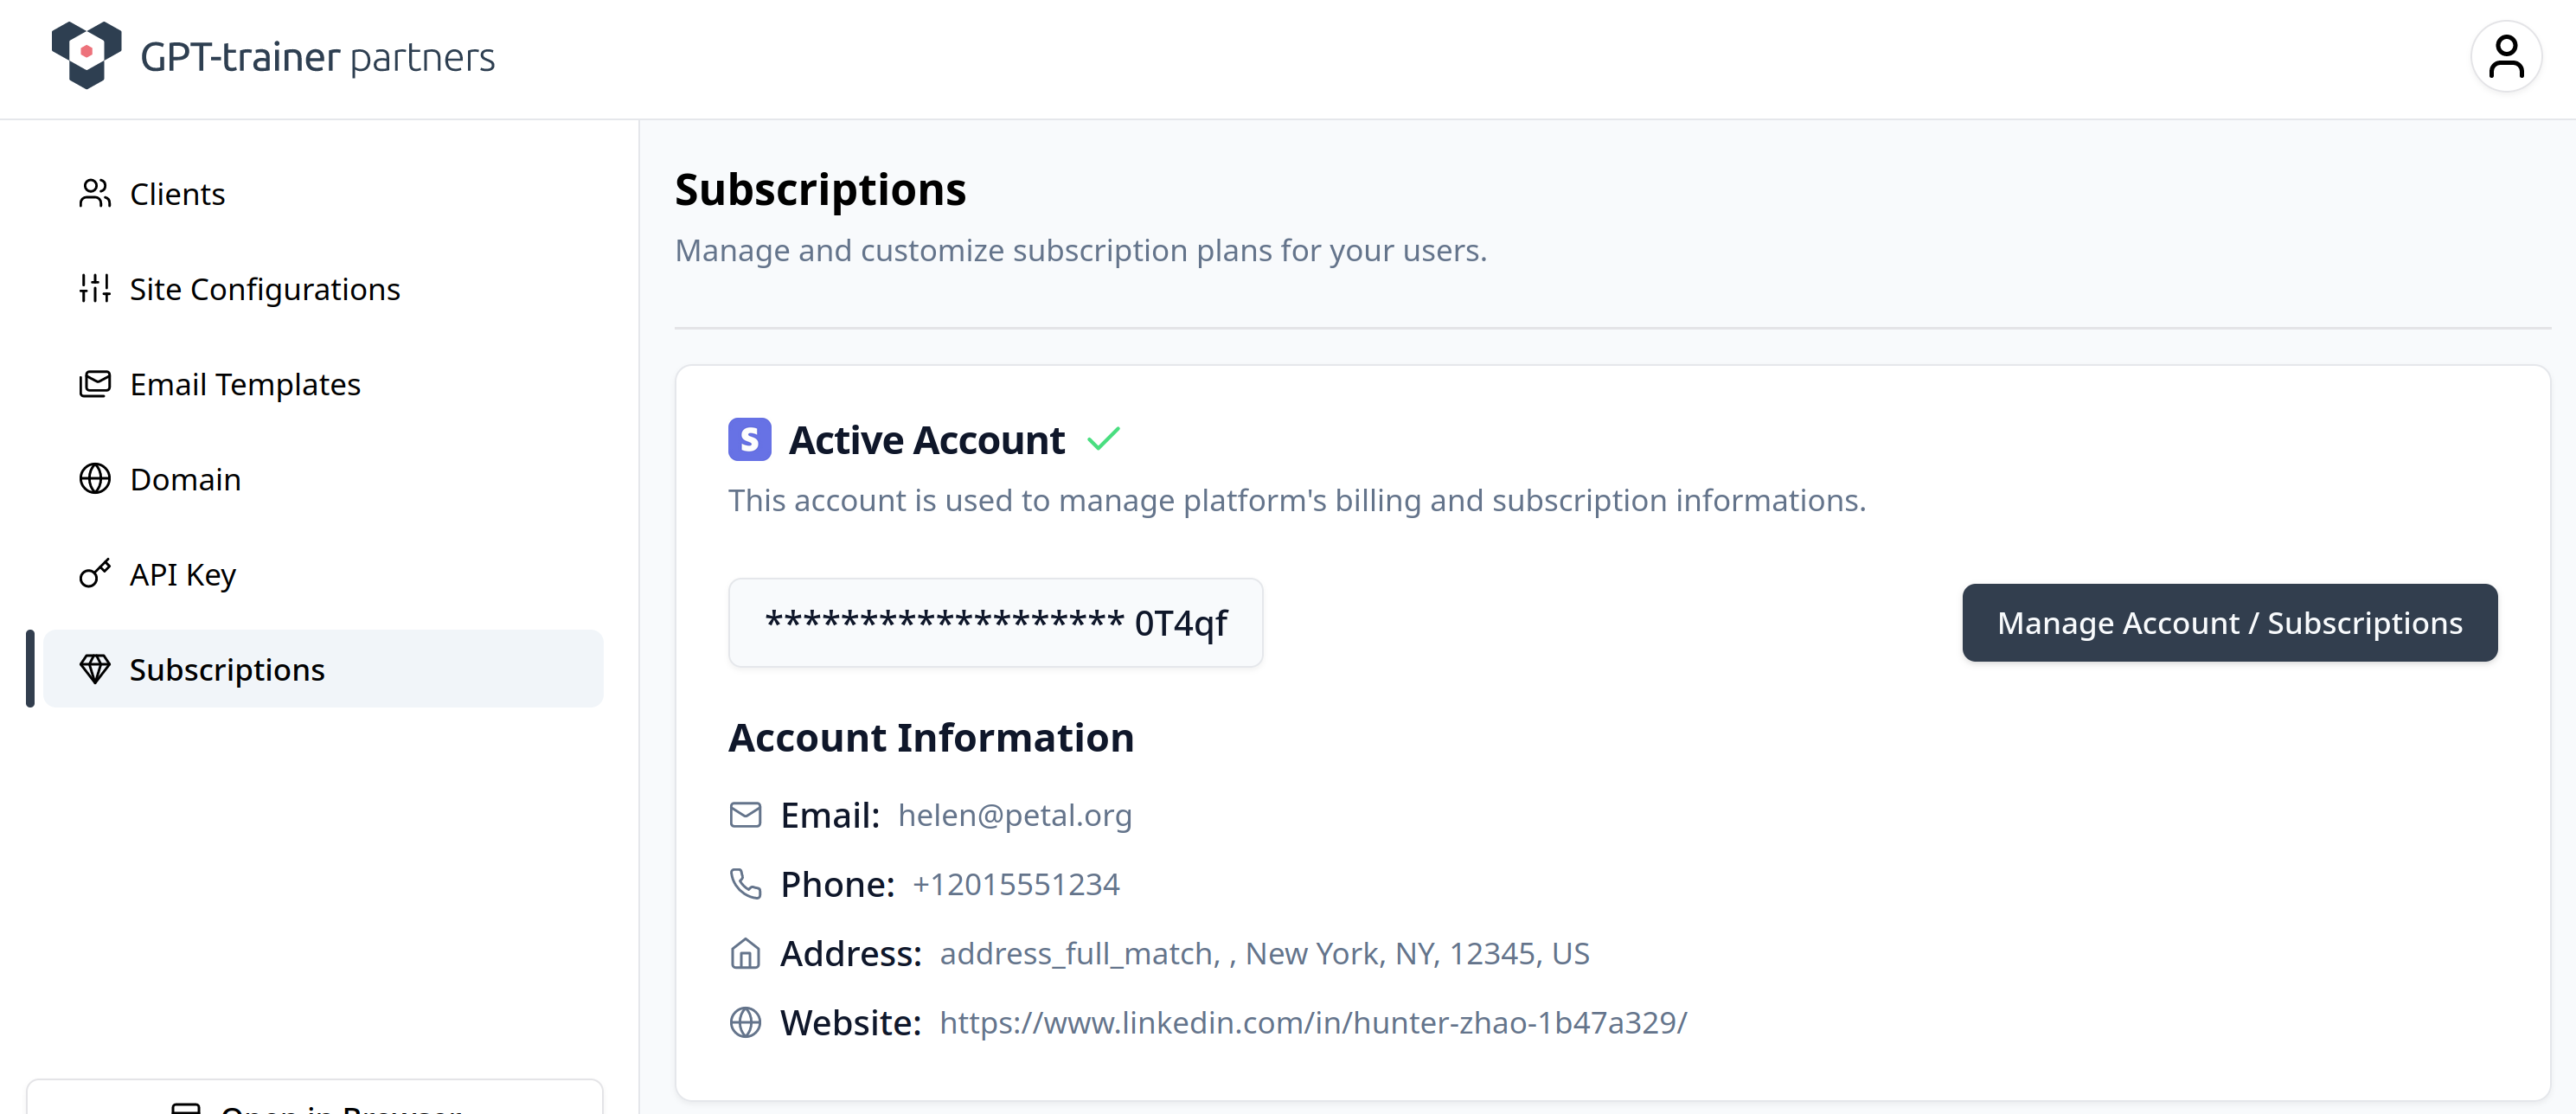 GPT-trainer partners
Clients
Site Configurations
Email Templates
Domain
API Key
Subscriptions
Open in Browser
Subscriptions
Manage and customize subscription plans for your users.
S Active Account
This account is used to manage platform's billing and subscription informations.
******************* 0T4qf
Manage Account / Subscriptions
Account Information
Email: helen@petal.org
Phone: +12015551234
Address: address_full_match, , New York, NY, 12345, US
Website: https://www.linkedin.com/in/hunter-zhao-1b47a329/